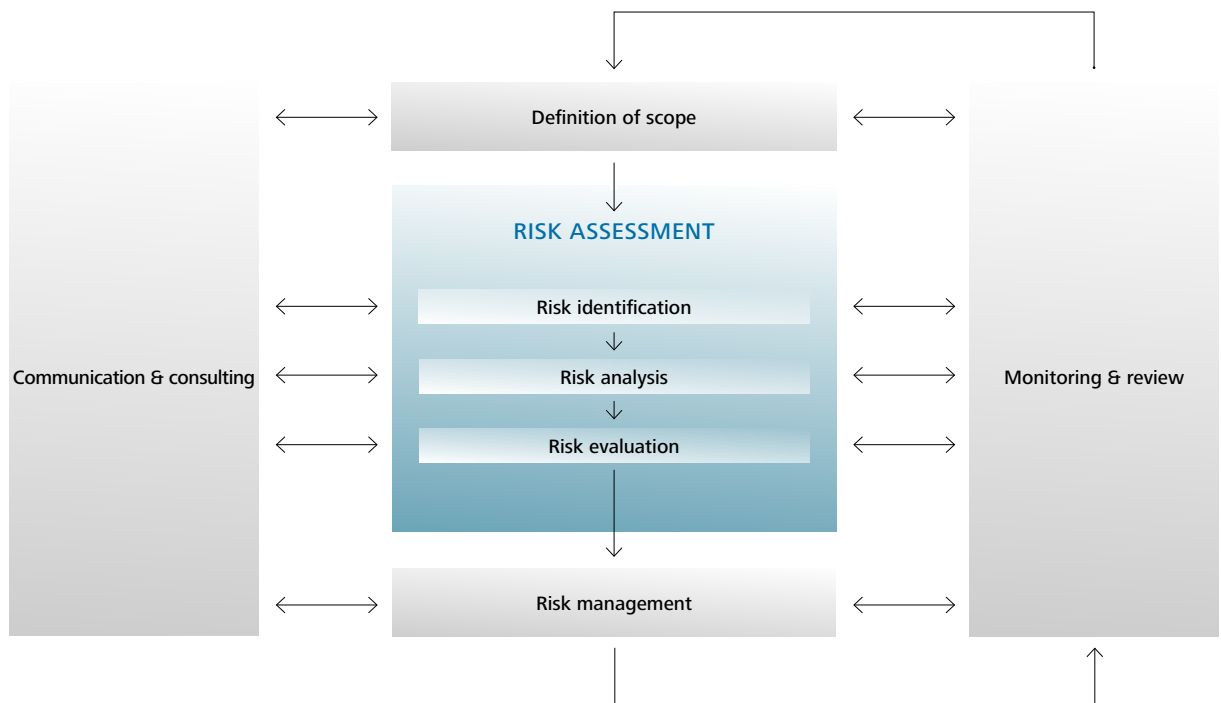 Definition of scope
RISK ASSESSMENT
Risk identification
Communication & consulting
Risk analysis
Monitoring & review
Risk evaluation
Risk management